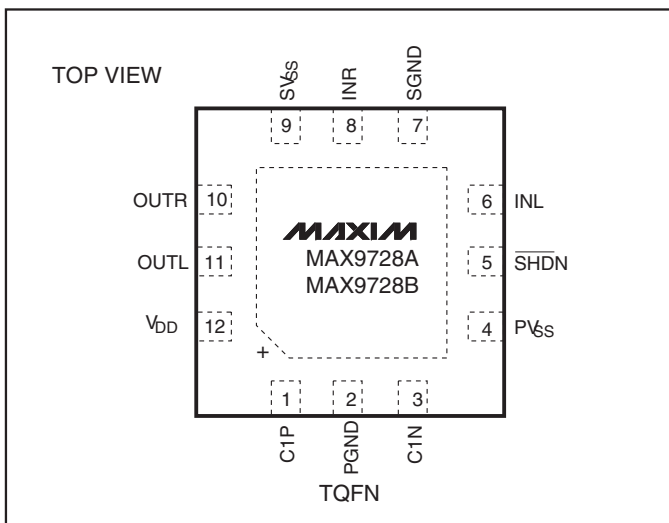 TOP VIEW
SVSS
INR
SGND
9
8
7
OUTR
10
6
INL
MAXIM
MAX9728A
MAX9728B
OUTL
11
5
SHDN
VDD
12
4
PVSS
+
1
2
3
C1P
PGND
C1N
TQFN